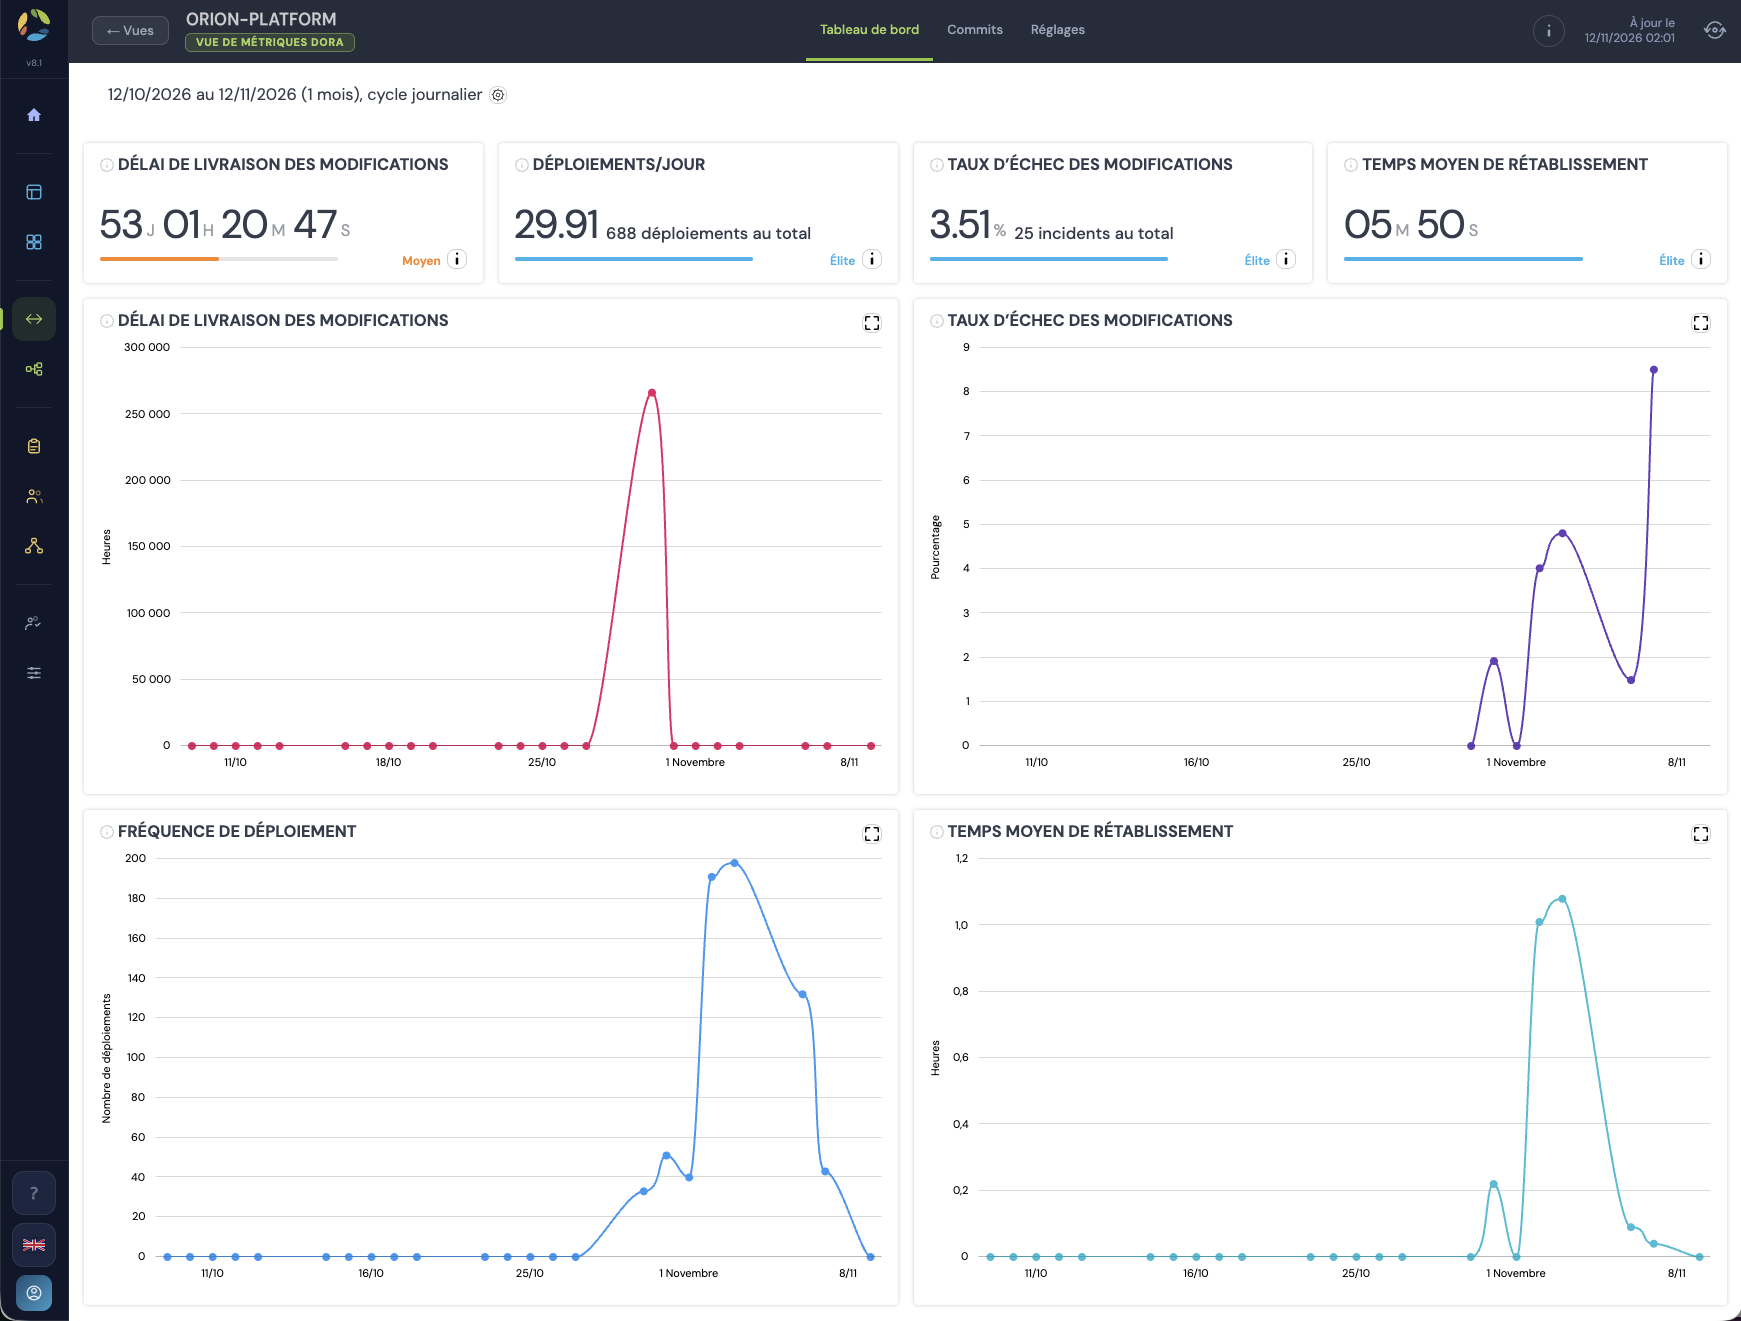 ← Vues
ORION-PLATFORM
VUE DE MÉTRIQUES DORA
Tableau de bord
Commits
Réglages
i
À jour le
12/11/2026 02:01
v8.1
12/10/2026 au 12/11/2026 (1 mois), cycle journalier
DÉLAI DE LIVRAISON DES MODIFICATIONS
53 J 01 H 20 M 47 S
Moyen i
DÉPLOIEMENTS/JOUR
29.91 688 déploiements au total
Élite i
TAUX D'ÉCHEC DES MODIFICATIONS
3.51 % 25 incidents au total
Élite i
TEMPS MOYEN DE RÉTABLISSEMENT
05 M 50 S
Élite i
DÉLAI DE LIVRAISON DES MODIFICATIONS
Heures
300 000
250 000
200 000
150 000
100 000
50 000
0
11/10 18/10 25/10 1 Novembre 8/11
TAUX D'ÉCHEC DES MODIFICATIONS
Pourcentage
9
8
7
6
5
4
3
2
1
0
11/10 16/10 25/10 1 Novembre 8/11
FRÉQUENCE DE DÉPLOIEMENT
Nombre de déploiements
200
180
160
140
120
100
80
60
40
20
0
11/10 16/10 25/10 1 Novembre 8/11
TEMPS MOYEN DE RÉTABLISSEMENT
Heures
1,2
1,0
0,8
0,6
0,4
0,2
0
11/10 16/10 25/10 1 Novembre 8/11
?